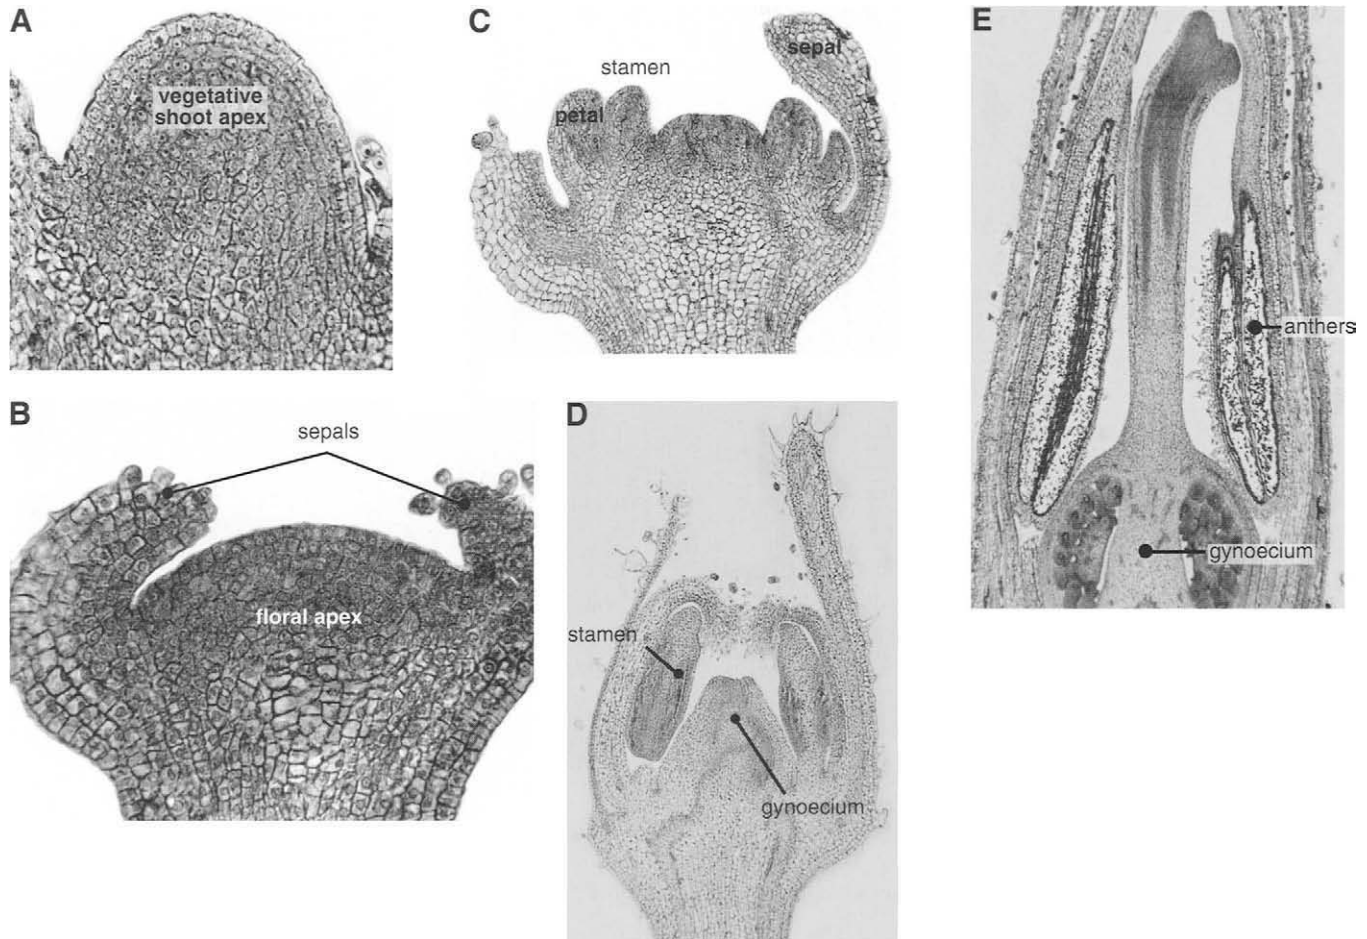 A
vegetative
shoot apex
B
sepals
floral apex
C
stamen
sepal
petal
D
stamen
gynoecium
E
anthers
gynoecium